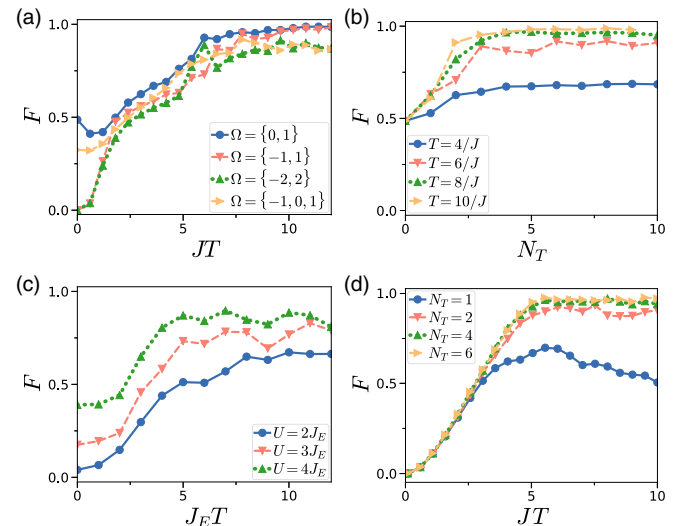 (a)
1.0
0.5
0.0
F
0
5
10
JT
Ω = {0, 1}
Ω = {−1, 1}
Ω = {−2, 2}
Ω = {−1, 0, 1}
(b)
1.0
0.5
0.0
F
0
5
10
N_T
T = 4/J
T = 6/J
T = 8/J
T = 10/J
(c)
1.0
0.5
0.0
F
0
5
10
J_E T
U = 2J_E
U = 3J_E
U = 4J_E
(d)
1.0
0.5
0.0
F
0
5
10
JT
N_T = 1
N_T = 2
N_T = 4
N_T = 6